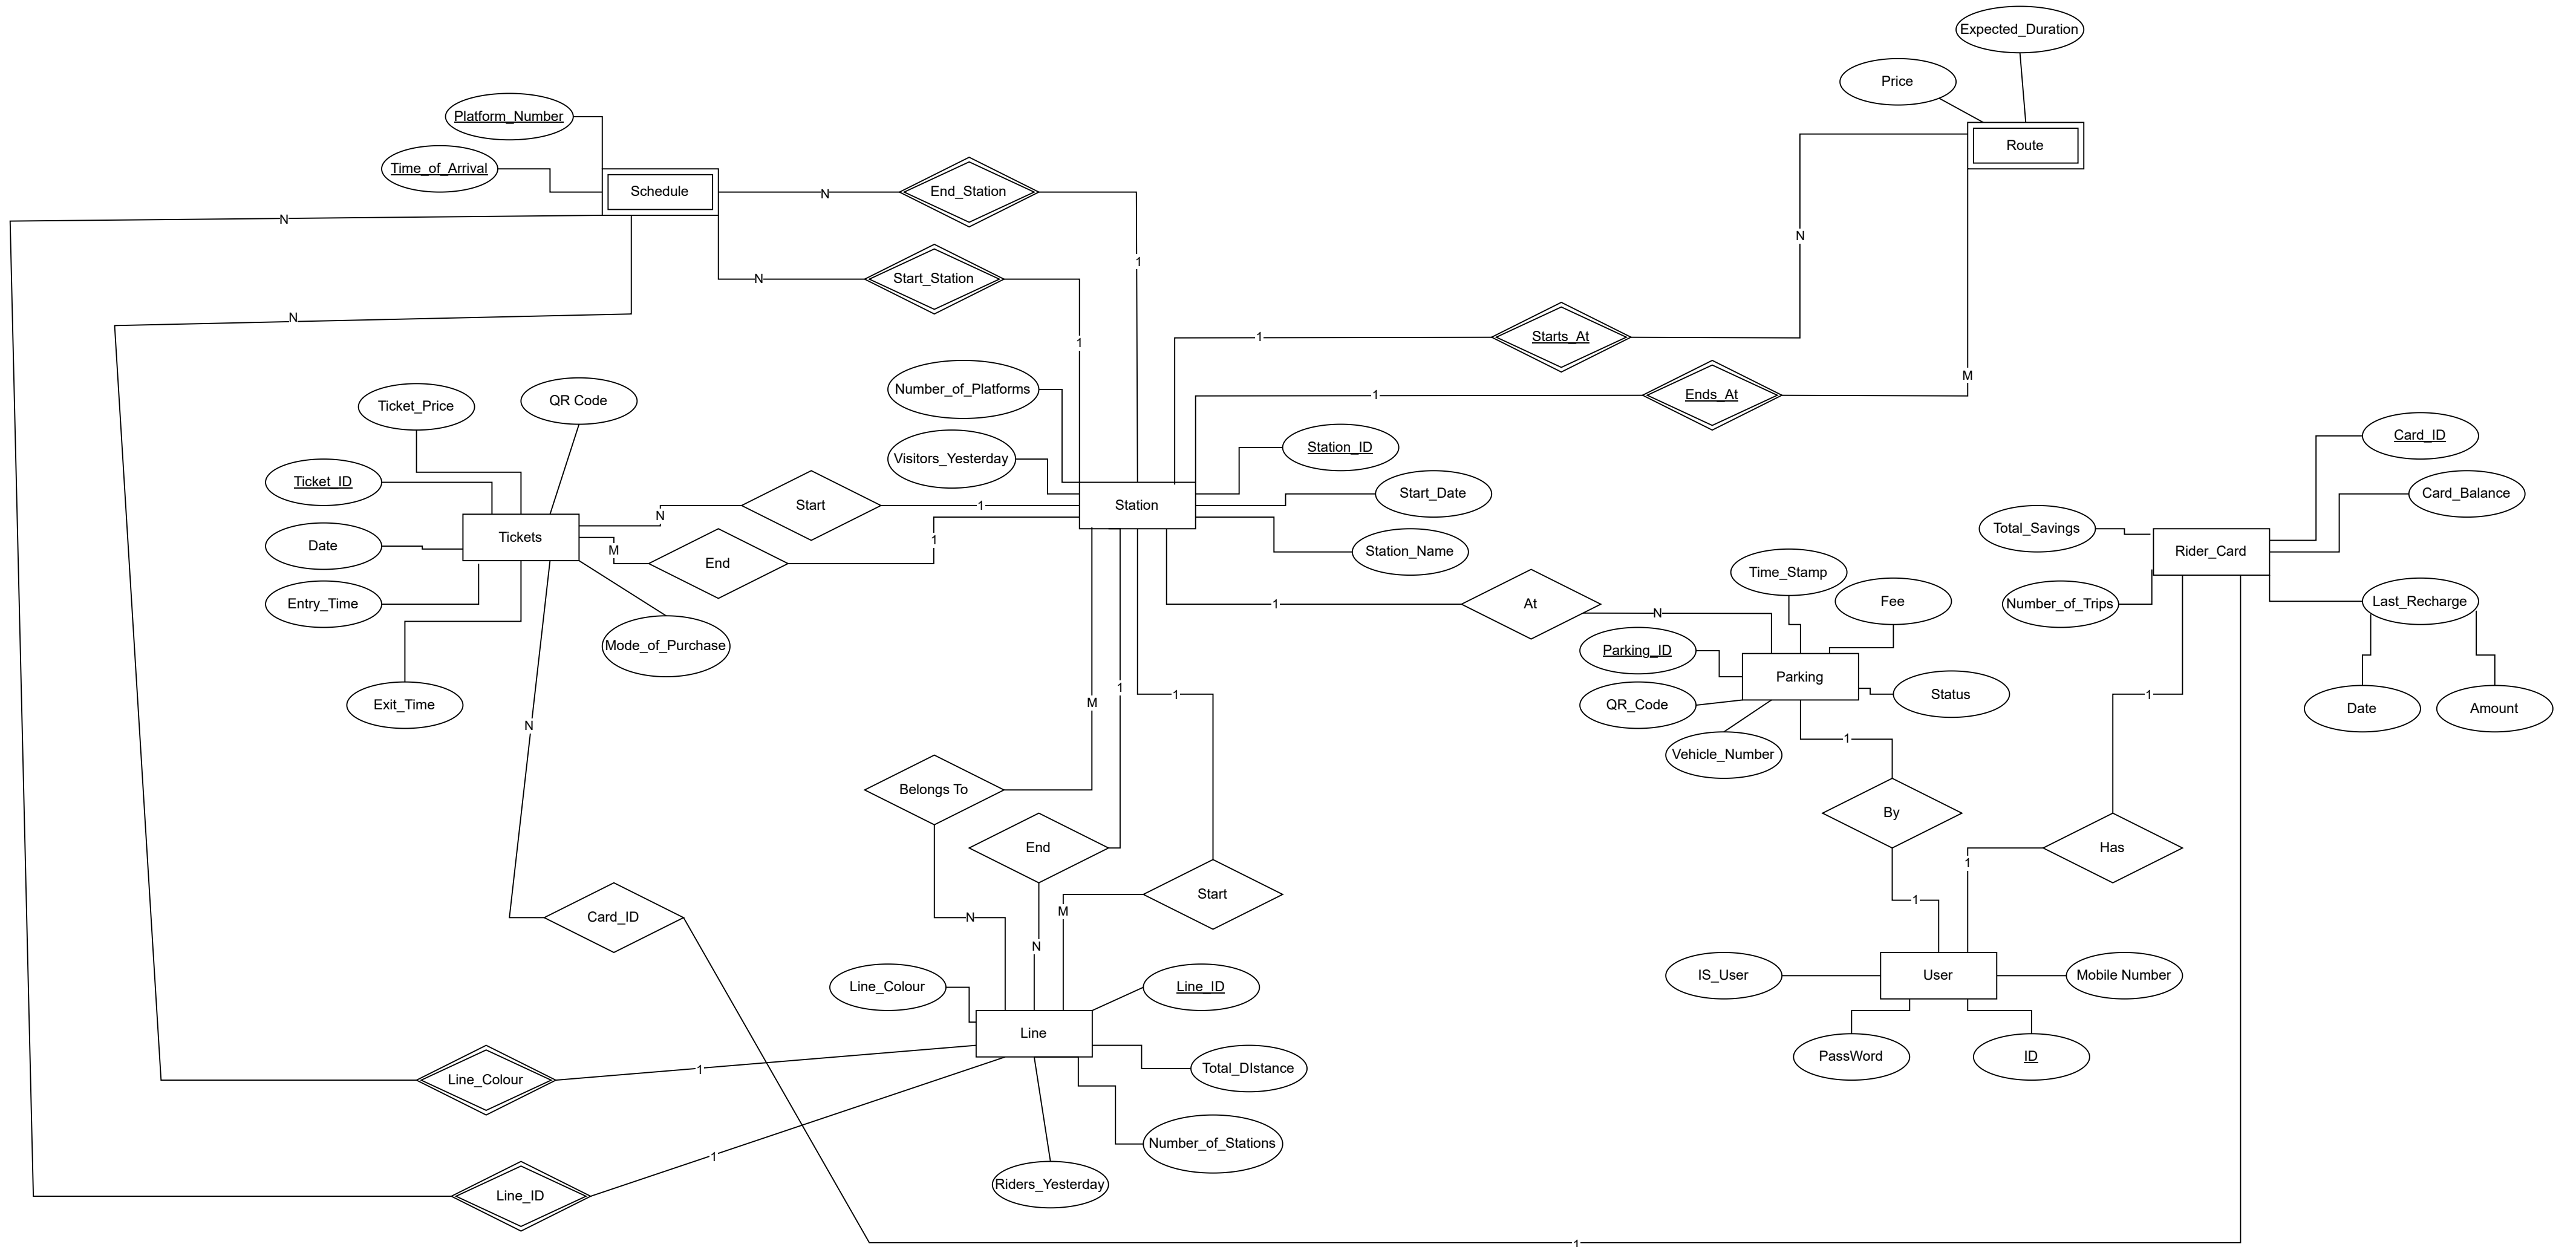 Expected_Duration
Price
Platform_Number
Route
Time_of_Arrival
Schedule
N
End_Station
N
N
1
N
Start_Station
N
1
1
Starts_At
M
Number_of_Platforms
1
Ends_At
Ticket_Price
QR Code
Card_ID
Visitors_Yesterday
Station_ID
Ticket_ID
Start_Date
Card_Balance
Start
1
Station
N
Total_Savings
Tickets
1
Station_Name
Rider_Card
Date
M
End
Time_Stamp
Entry_Time
1
At
N
Fee
Number_of_Trips
Last_Recharge
Mode_of_Purchase
Parking_ID
Parking
Exit_Time
N
M
1
1
QR_Code
Status
1
Date
Amount
Vehicle_Number
1
Belongs To
By
End
1
Has
Start
1
Card_ID
N
M
N
Line_Colour
Line_ID
IS_User
User
Mobile Number
Line
PassWord
ID
Line_Colour
1
Total_DIstance
Number_of_Stations
1
Riders_Yesterday
Line_ID
1